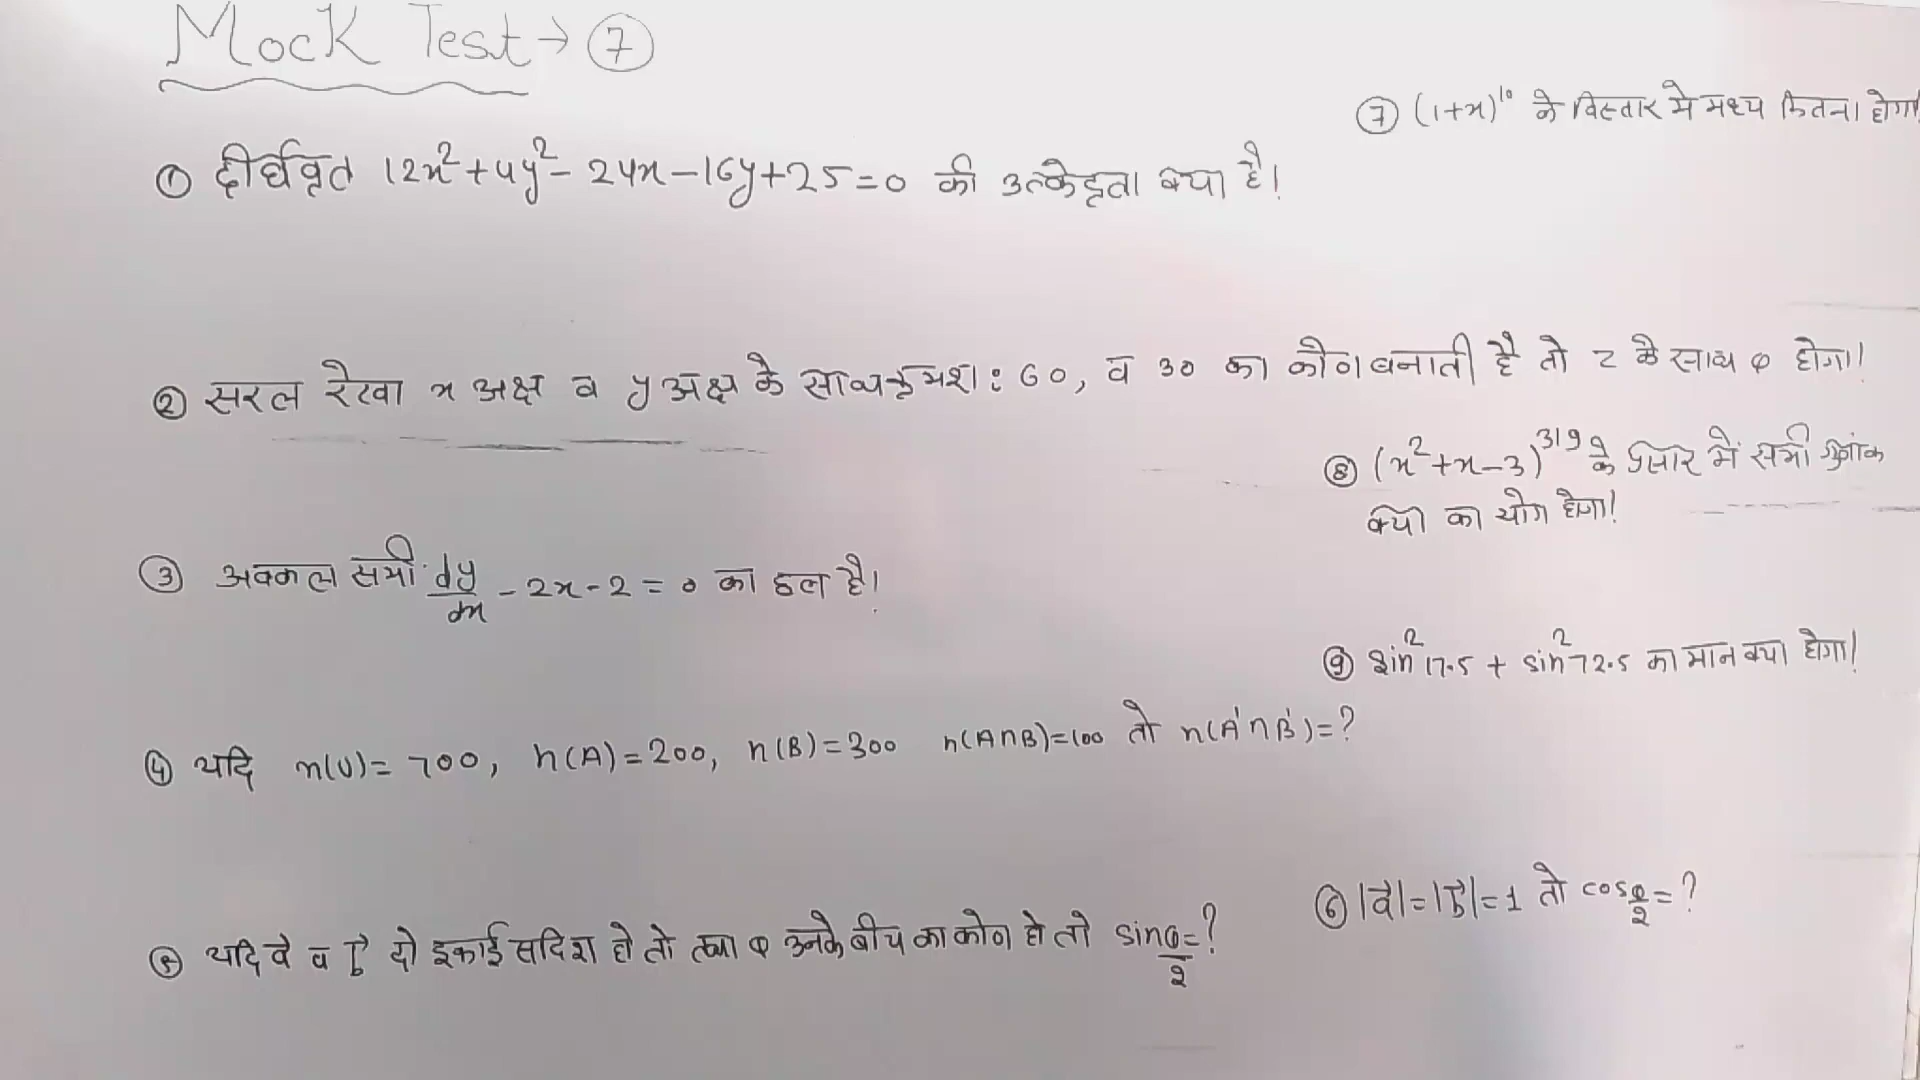 Mock Test → 7
① दीर्घवृत 12x²+4y²- 24x-16y+25=0 की उत्केद्रता क्या है।
② सरल रेखा x अक्ष व y अक्ष के साथ क्रमशः 60, व 30 का कोण बनाती है तो z के साथ φ होगा।
③ अवकल समी. dy/dx - 2x-2 = 0 का हल है।
④ यदि n(U)= 700, n(A)=200, n(B)=300 n(A∩B)=100 तो n(A'∩B')=?
⑤ यदि व दो इकाई सदिश हो तो तथा उनके बीच का कोण हो तो sinθ/2=?
⑥ |a⃗|=|b⃗|=1 तो cosθ/2=?
⑦ (1+x)¹⁰ के विस्तार मे मध्य कितना होगा
⑧ (x²+x-3)³¹⁹ के प्रसार में सभी गुणांक
क्यो का योग होगा।
⑨ sin²17.5 + sin²72.5 का मान क्या होगा।